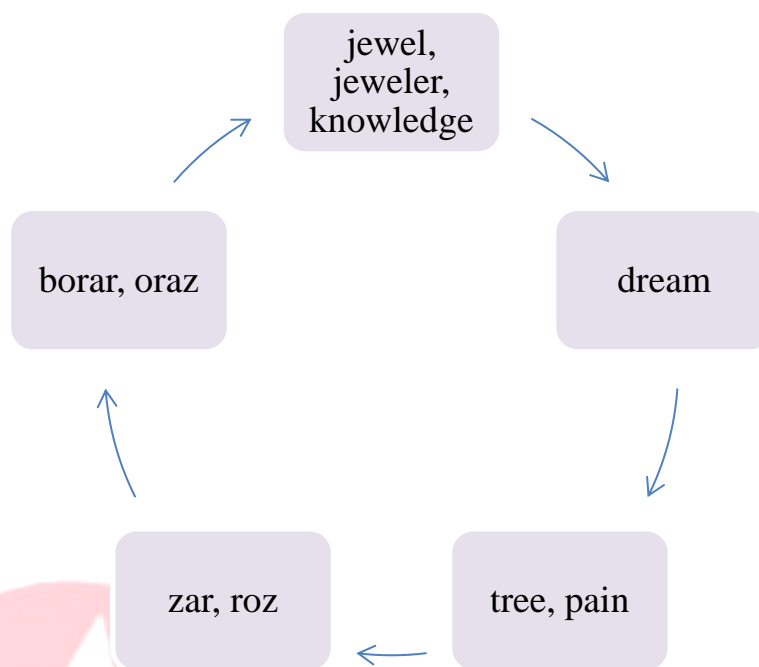 jewel,
jeweler,
knowledge
dream
tree, pain
zar, roz
borar, oraz